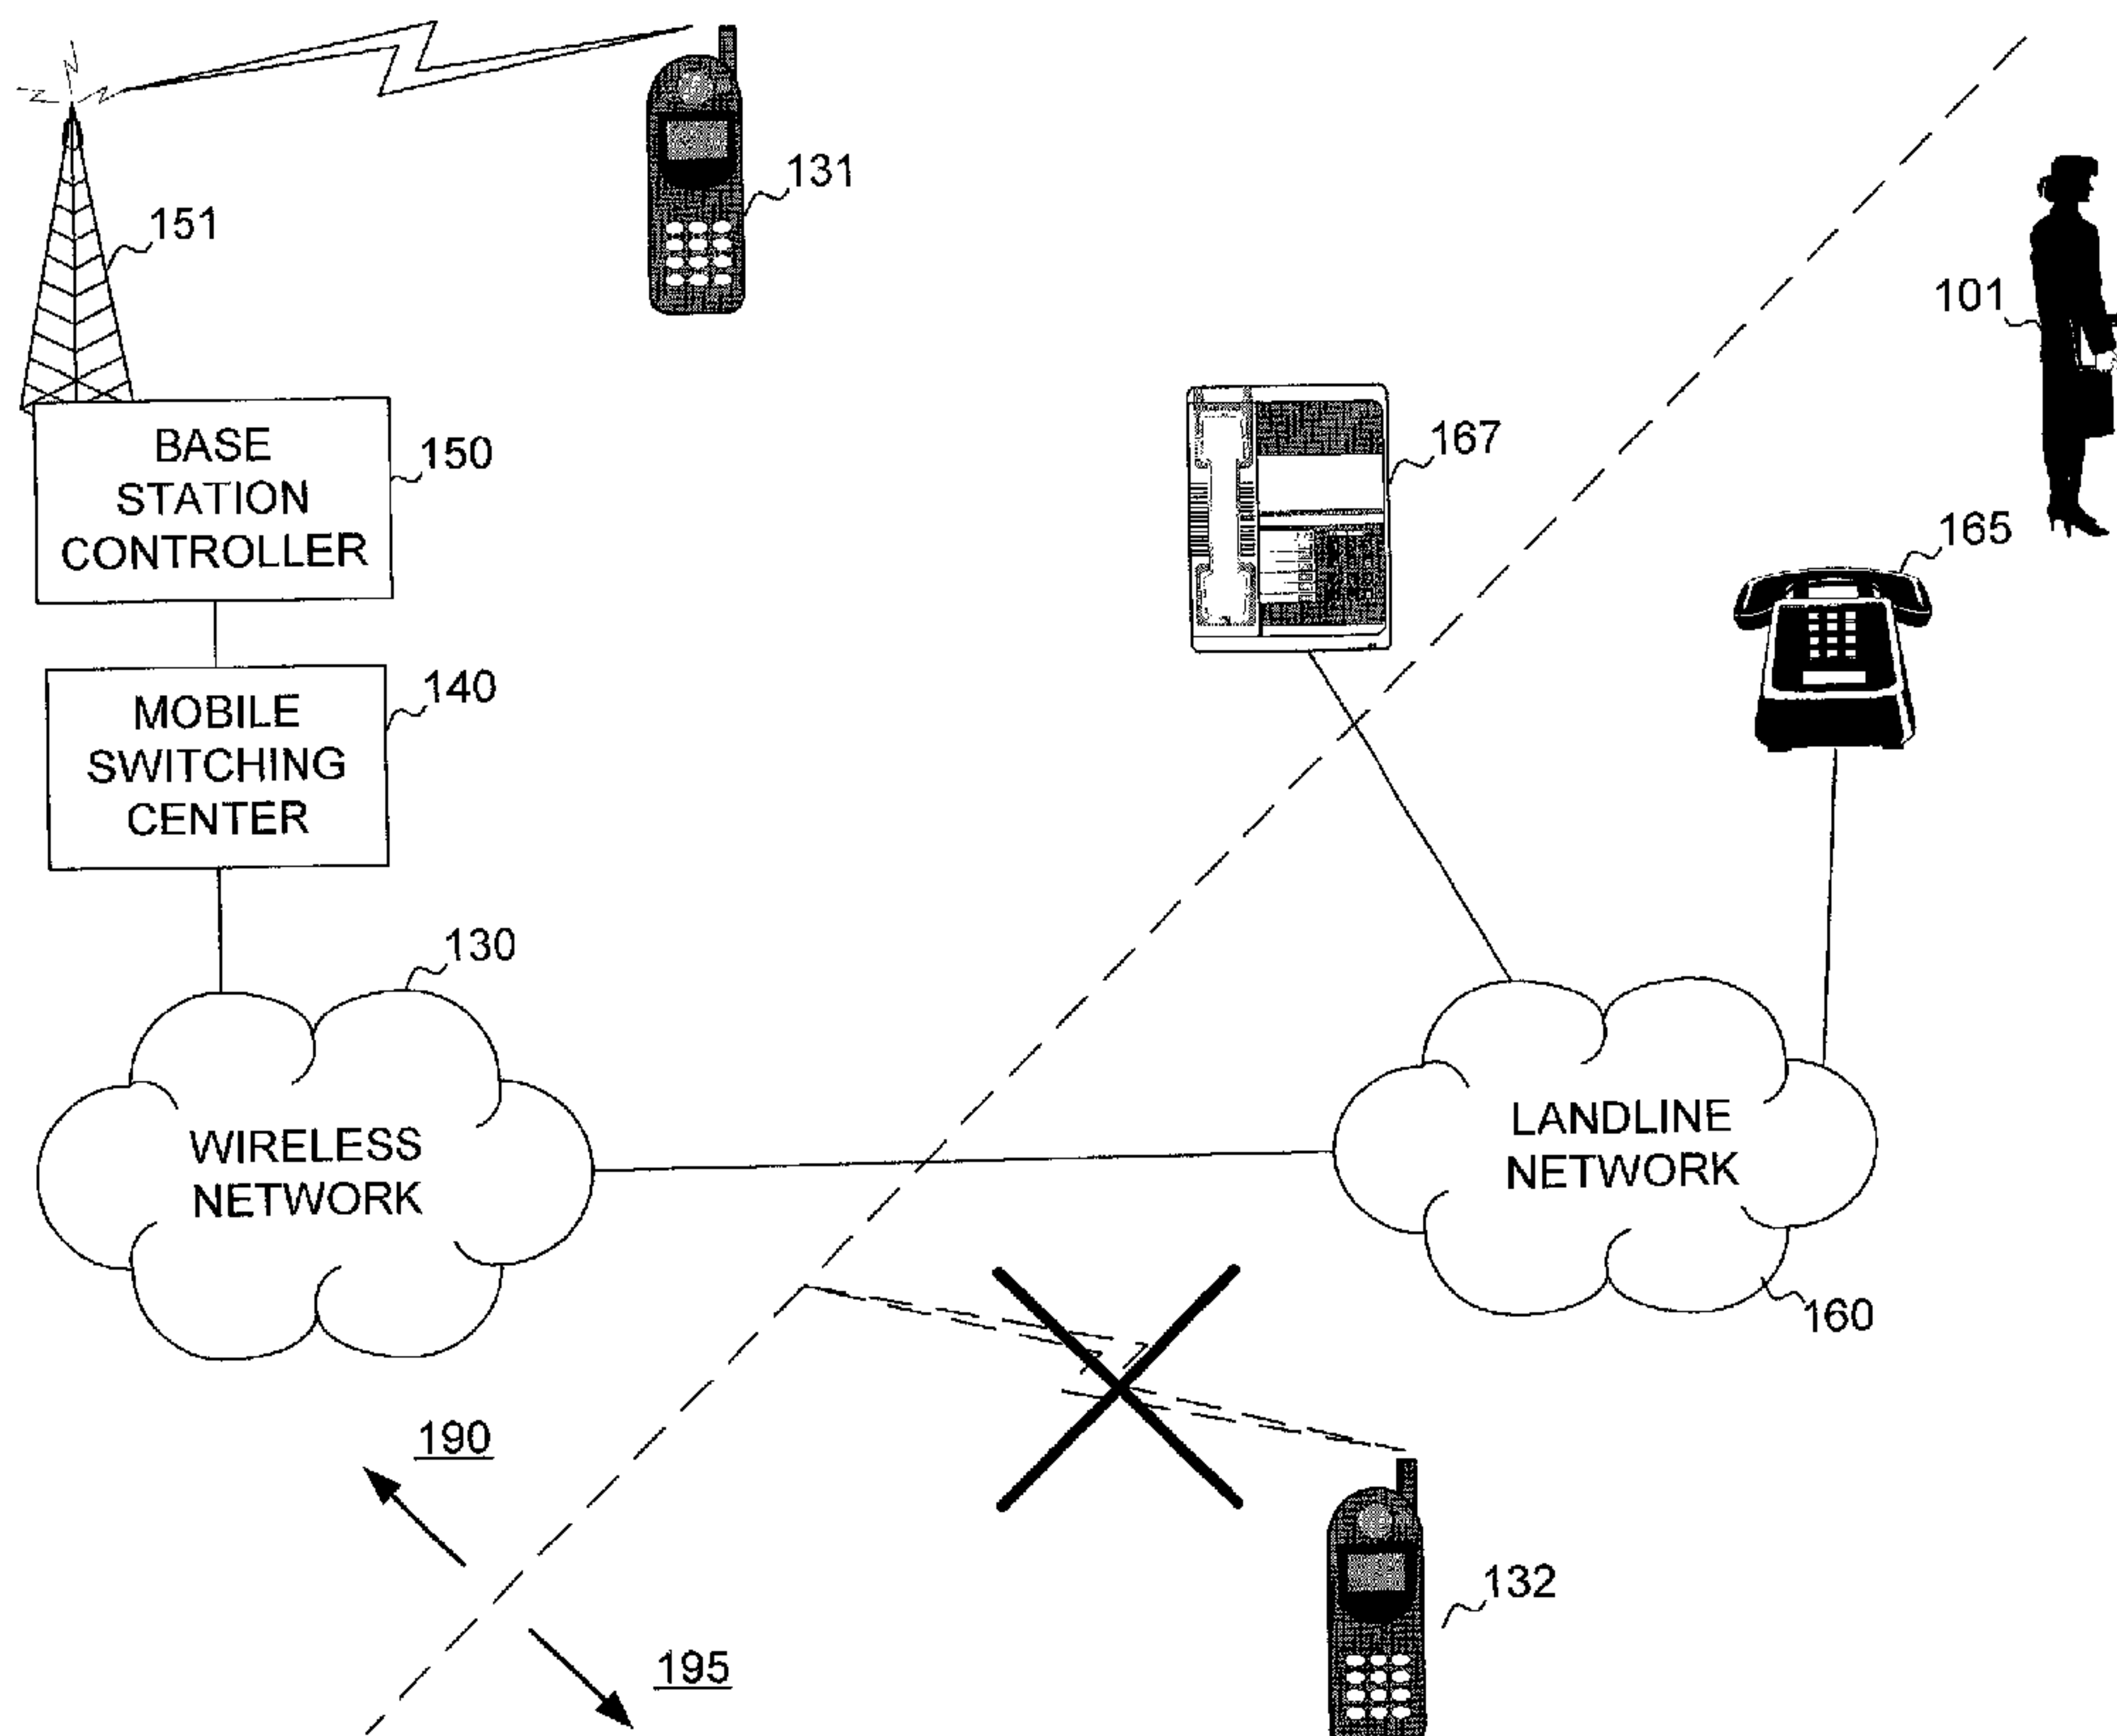 131
151
101
BASE
STATION
CONTROLLER
150
167
165
MOBILE
SWITCHING
CENTER
140
130
WIRELESS
NETWORK
LANDLINE
NETWORK
160
190
132
195